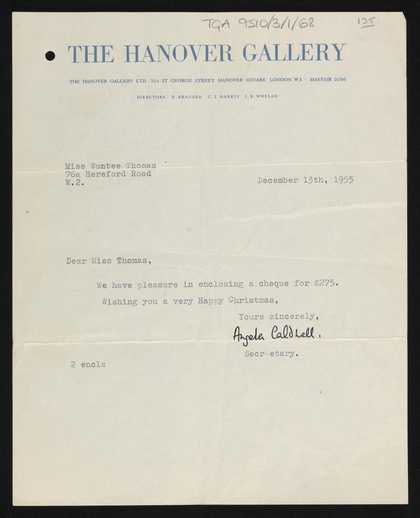 TGA 9510/3/1/68
125
THE HANOVER GALLERY
THE HANOVER GALLERY LTD. 32A ST GEORGE STREET HANOVER SQUARE LONDON W.1 · MAYFAIR 0296
DIRECTORS E. BRAUSEN C. I. HARRIS J. R. WHELAN
Miss Wuntee Thomas
76a Hereford Road
W.2.
December 13th, 1955
Dear Miss Thomas,
We have pleasure in enclosing a cheque for £275.
Wishing you a very Happy Christmas,
Yours sincerely,
Angela Caldwell.
Secretary.
2 encls